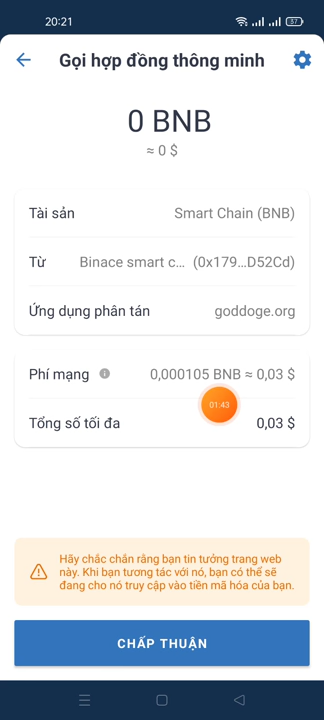 20:21
57
Gọi hợp đồng thông minh
0 BNB
≈ 0 $
Tài sản Smart Chain (BNB)
Từ Binace smart c... (0x179...D52Cd)
Ứng dụng phân tán goddoge.org
Phí mạng 0,000105 BNB ≈ 0,03 $
01:43
Tổng số tối đa 0,03 $
Hãy chắc chắn rằng bạn tin tưởng trang web
này. Khi bạn tương tác với nó, bạn có thể sẽ
đang cho nó truy cập vào tiền mã hóa của bạn.
CHẤP THUẬN